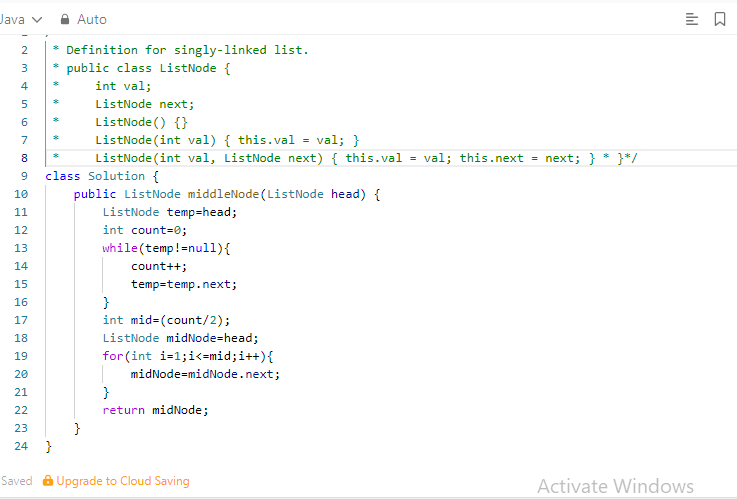 Java Auto
2 * Definition for singly-linked list.
3 * public class ListNode {
4 *     int val;
5 *     ListNode next;
6 *     ListNode() {}
7 *     ListNode(int val) { this.val = val; }
8 *     ListNode(int val, ListNode next) { this.val = val; this.next = next; } * }*/
9 class Solution {
10     public ListNode middleNode(ListNode head) {
11         ListNode temp=head;
12         int count=0;
13         while(temp!=null){
14             count++;
15             temp=temp.next;
16         }
17         int mid=(count/2);
18         ListNode midNode=head;
19         for(int i=1;i<=mid;i++){
20             midNode=midNode.next;
21         }
22         return midNode;
23     }
24 }
Saved Upgrade to Cloud Saving
Activate Windows